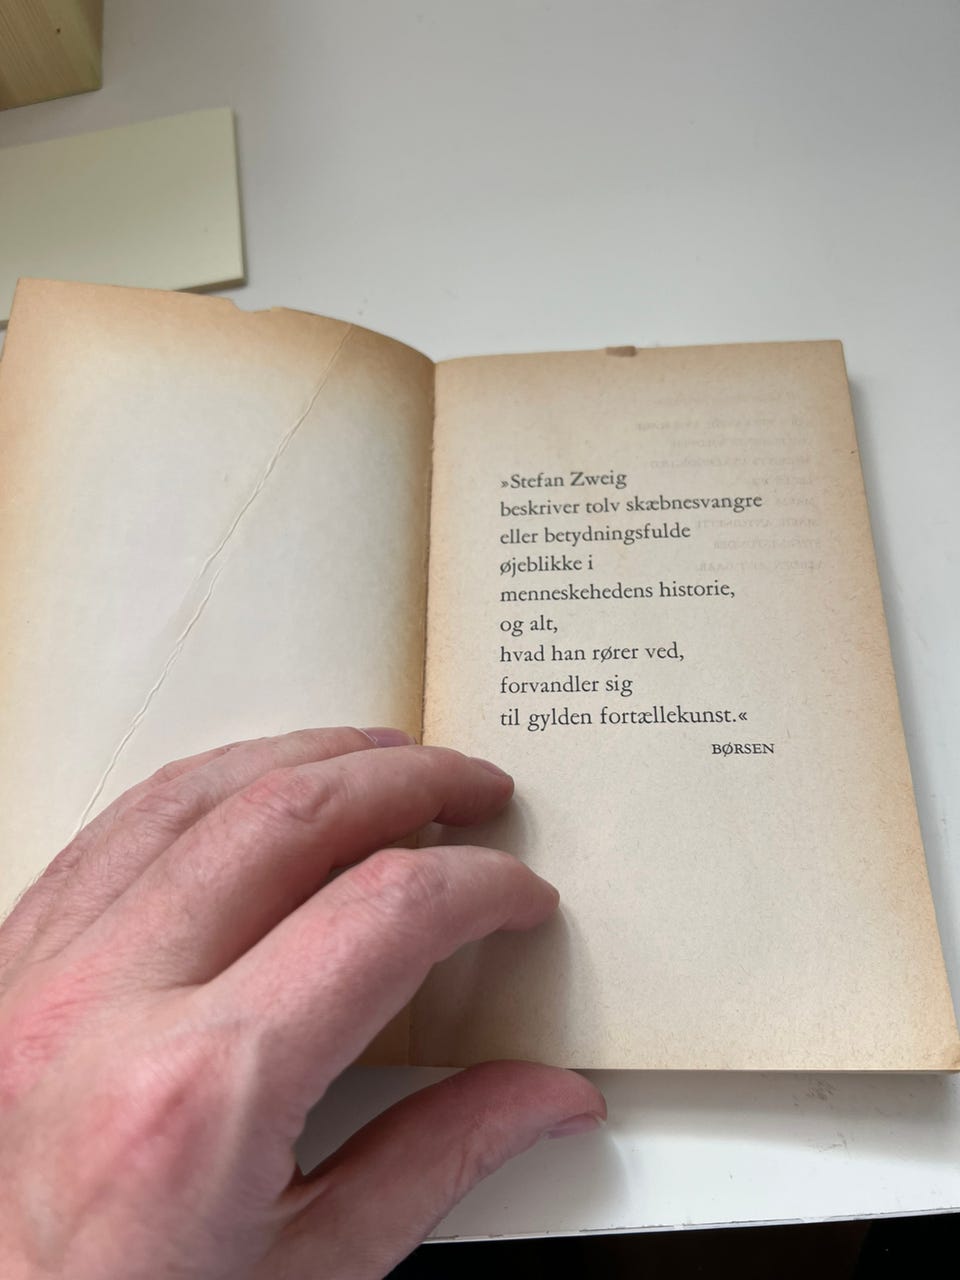 »Stefan Zweig
beskriver tolv skæbnesvangre
eller betydningsfulde
øjeblikke i
menneskehedens historie,
og alt,
hvad han rører ved,
forvandler sig
til gylden fortællekunst.«
BØRSEN